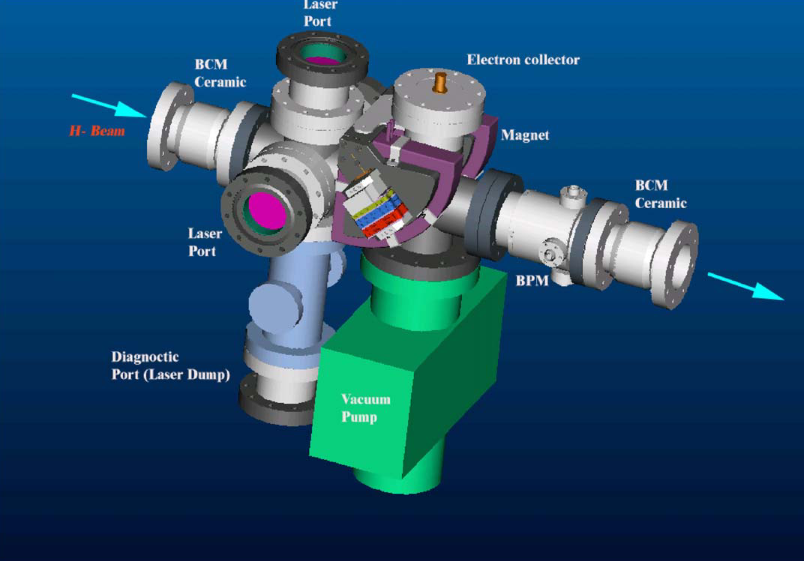 Laser
Port
BCM
Ceramic
Electron collector
H- Beam
Magnet
BCM
Ceramic
Laser
Port
BPM
Diagnoctic
Port (Laser Dump)
Vacuum
Pump